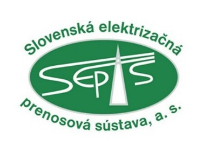 Slovenská elektrizačná
SEPS
prenosová sústava, a. s.